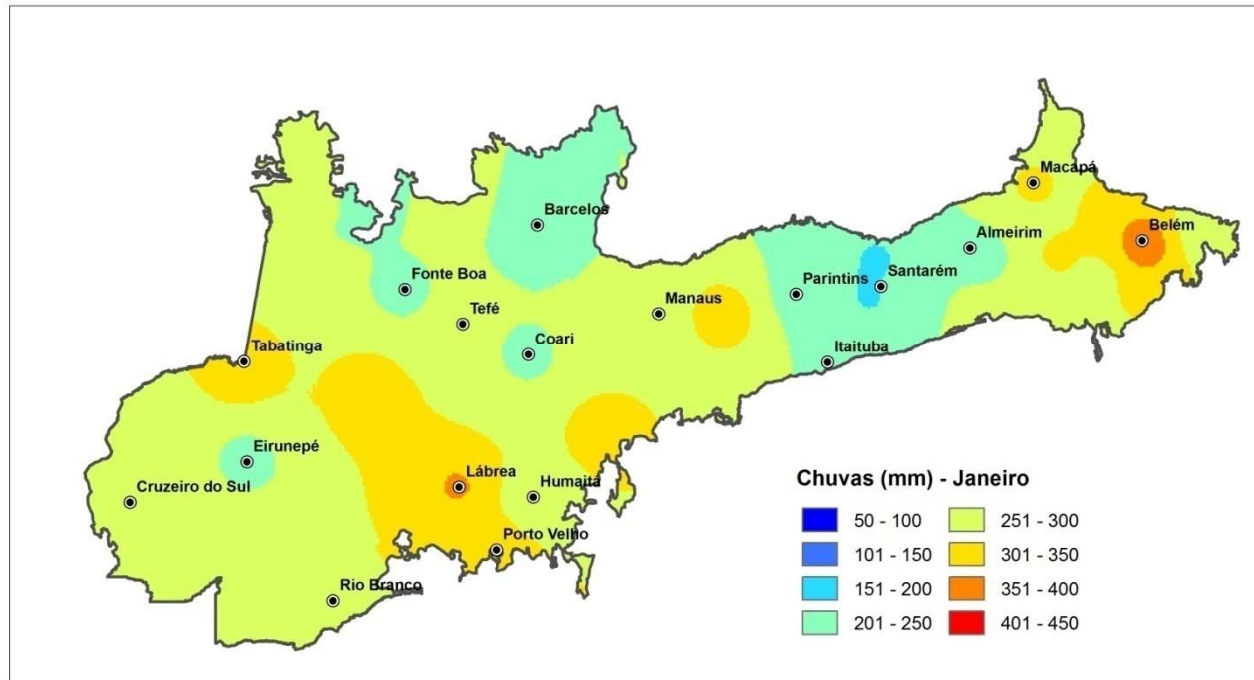 Macapá
Barcelos
Belém
Almeirim
Fonte Boa
Parintins
Santarém
Tefé
Manaus
Coari
Tabatinga
Itaituba
Eirunepé
Lábrea
Humaitá
Cruzeiro do Sul
Porto Velho
Rio Branco
Chuvas (mm) - Janeiro
50 - 100
101 - 150
151 - 200
201 - 250
251 - 300
301 - 350
351 - 400
401 - 450